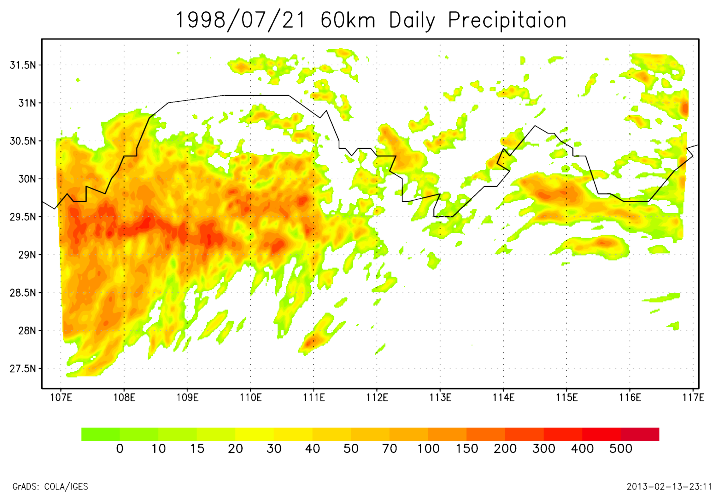 1998/07/21 60km Daily Precipitaion
31.5N
31N
30.5N
30N
29.5N
29N
28.5N
28N
27.5N
107E 108E 109E 110E 111E 112E 113E 114E 115E 116E 117E
0 10 15 20 30 40 50 70 100 150 200 300 400 500
GrADS: COLA/IGES 2013-02-13-23:11